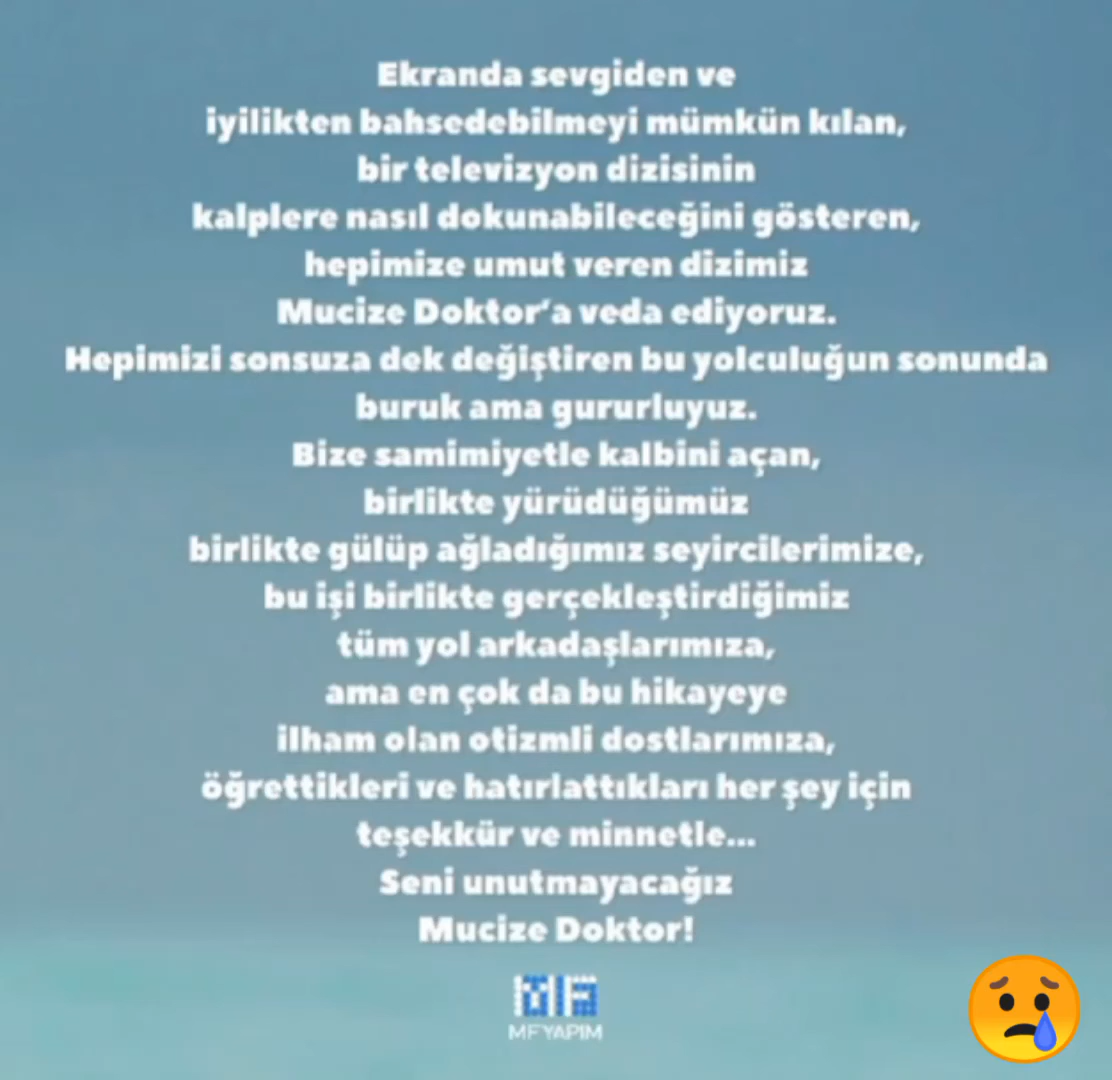 Ekranda sevgiden ve
iyilikten bahsedebilmeyi mümkün kılan,
bir televizyon dizisinin
kalplere nasıl dokunabileceğini gösteren,
hepimize umut veren dizimiz
Mucize Doktor’a veda ediyoruz.
Hepimizi sonsuza dek değiştiren bu yolculuğun sonunda
buruk ama gururluyuz.
Bize samimiyetle kalbini açan,
birlikte yürüdüğümüz
birlikte gülüp ağladığımız seyircilerimize,
bu işi birlikte gerçekleştirdiğimiz
tüm yol arkadaşlarımıza,
ama en çok da bu hikayeye
ilham olan otizmli dostlarımıza,
öğrettikleri ve hatırlattıkları her şey için
teşekkür ve minnetle...
Seni unutmayacağız
Mucize Doktor!
MF YAPIM